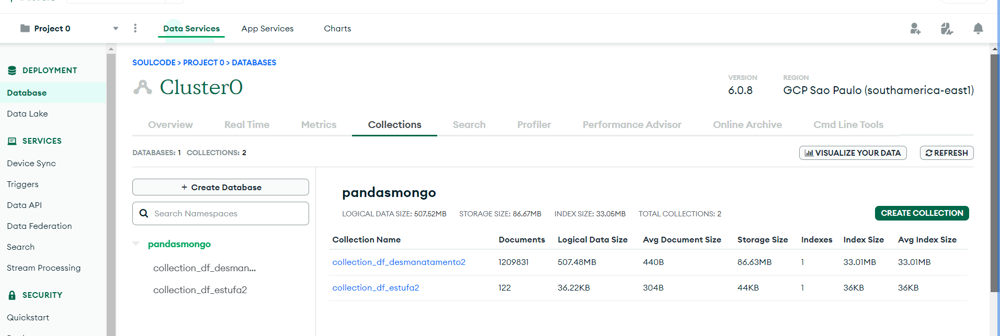 Project 0
Data Services
App Services
Charts
DEPLOYMENT
Database
Data Lake
SERVICES
Device Sync
Triggers
Data API
Data Federation
Search
Stream Processing
SECURITY
Quickstart
SOULCODE > PROJECT 0 > DATABASES
Cluster0
VERSION
6.0.8
REGION
GCP Sao Paulo (southamerica-east1)
Overview Real Time Metrics Collections Search Profiler Performance Advisor Online Archive Cmd Line Tools
DATABASES: 1 COLLECTIONS: 2
VISUALIZE YOUR DATA
REFRESH
+ Create Database
Search Namespaces
pandasmongo
collection_df_desman...
collection_df_estufa2
pandasmongo
LOGICAL DATA SIZE: 507.52MB STORAGE SIZE: 86.67MB INDEX SIZE: 33.05MB TOTAL COLLECTIONS: 2
CREATE COLLECTION
Collection Name Documents Logical Data Size Avg Document Size Storage Size Indexes Index Size Avg Index Size
collection_df_desmanatamento2 1209831 507.48MB 440B 86.63MB 1 33.01MB 33.01MB
collection_df_estufa2 122 36.22KB 304B 44KB 1 36KB 36KB